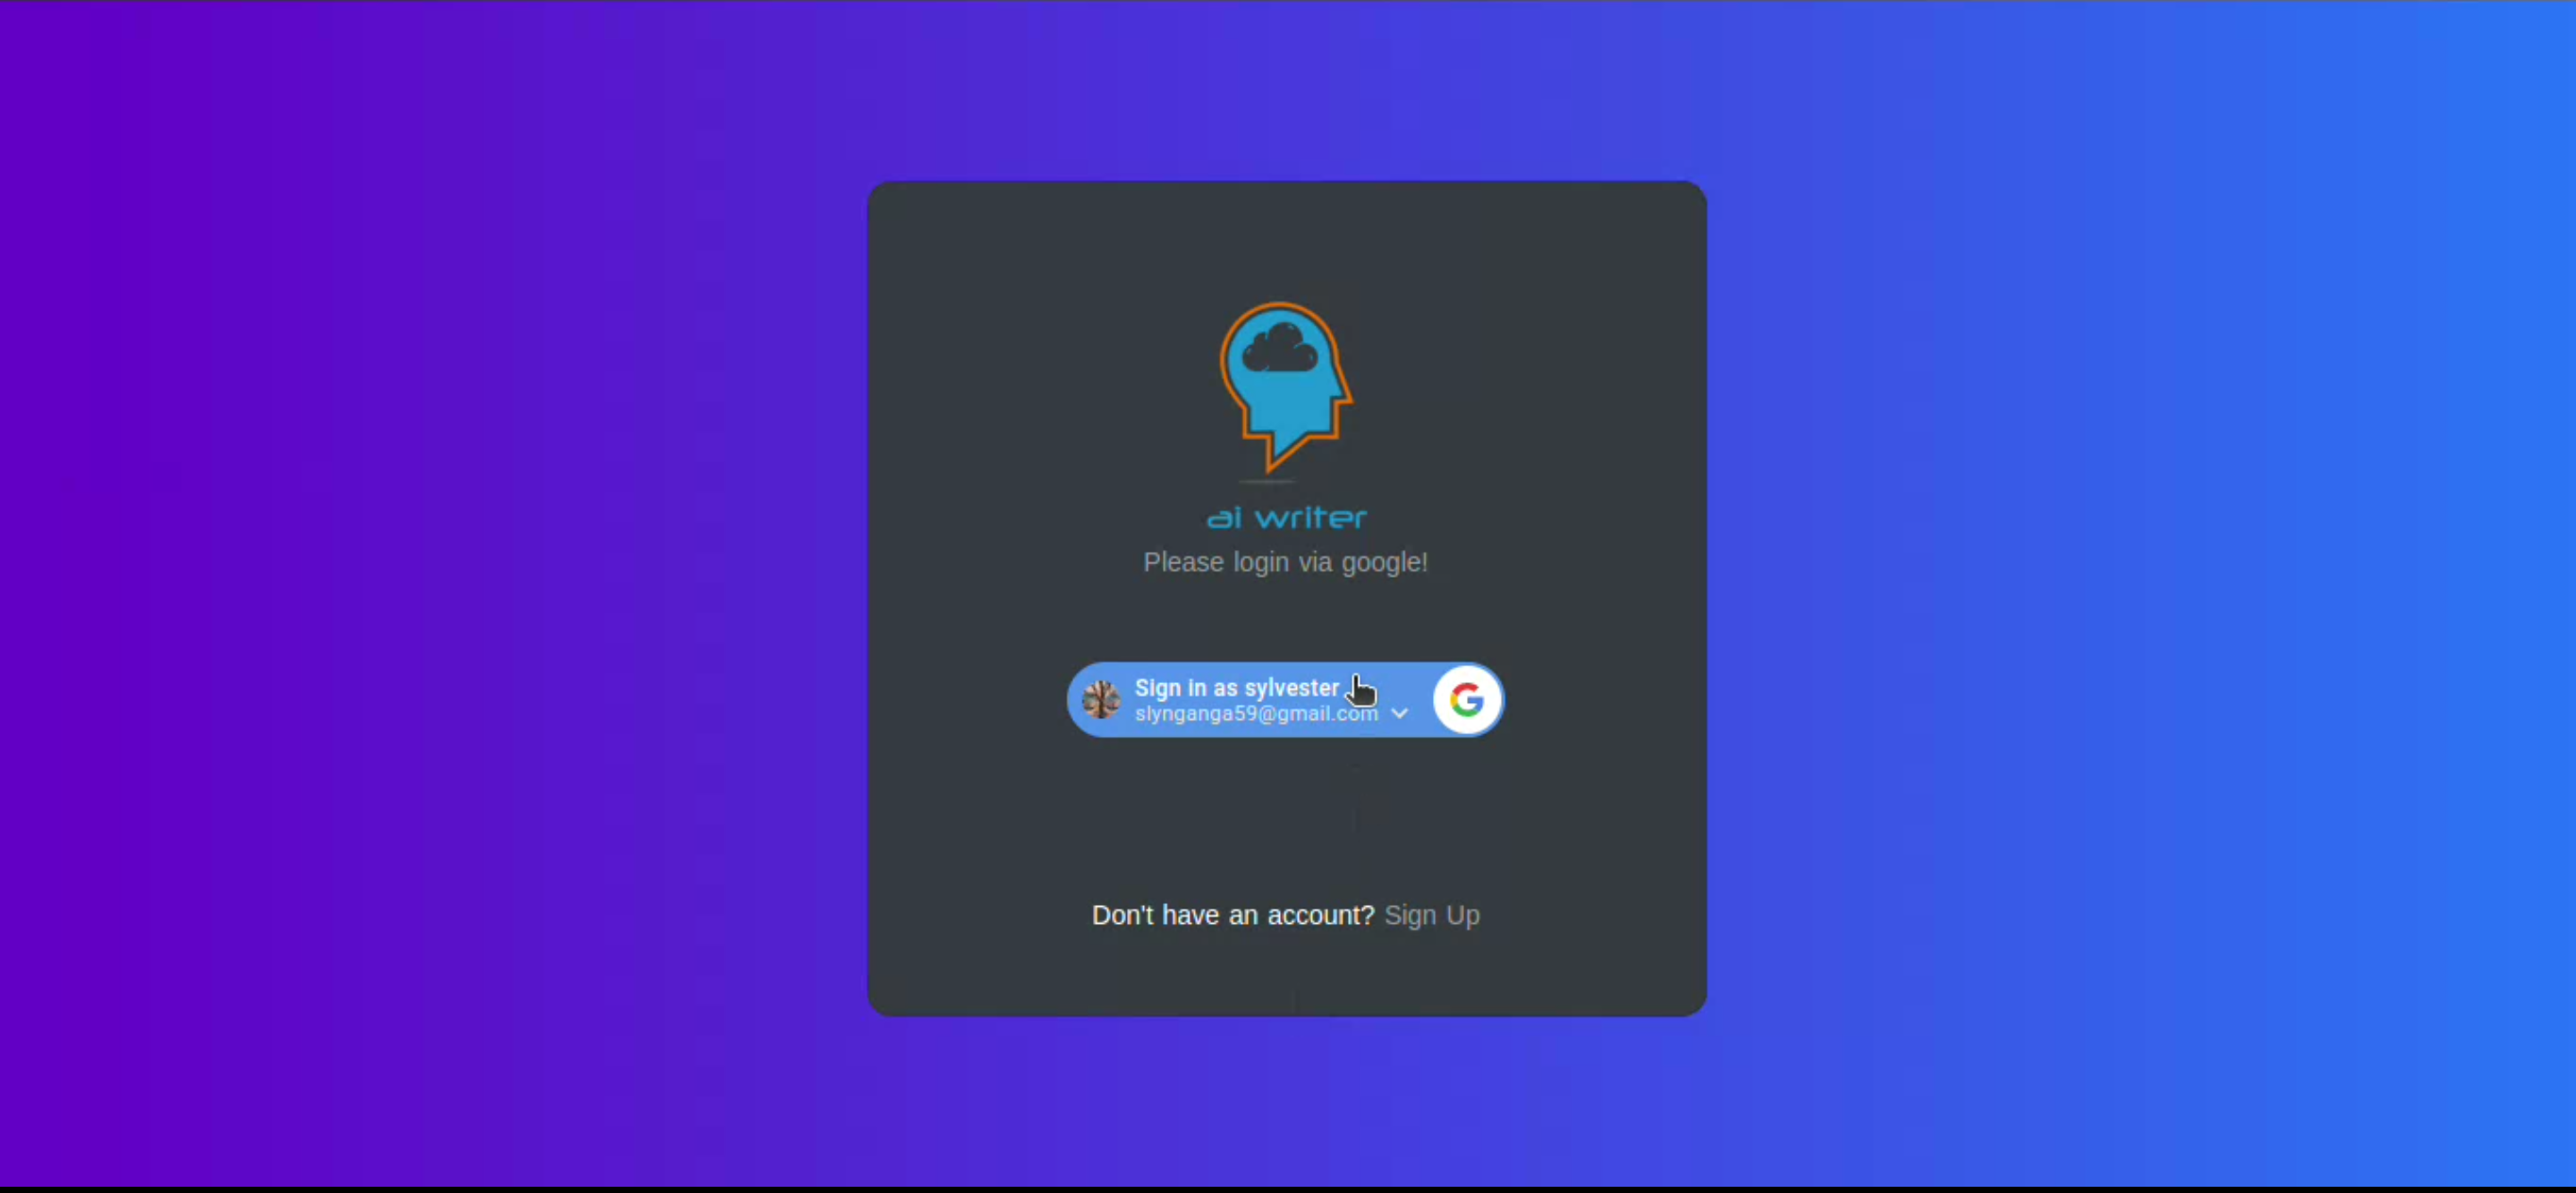 ai writer
Please login via google!
Sign in as sylvester
slynganga59@gmail.com
Don't have an account? Sign Up